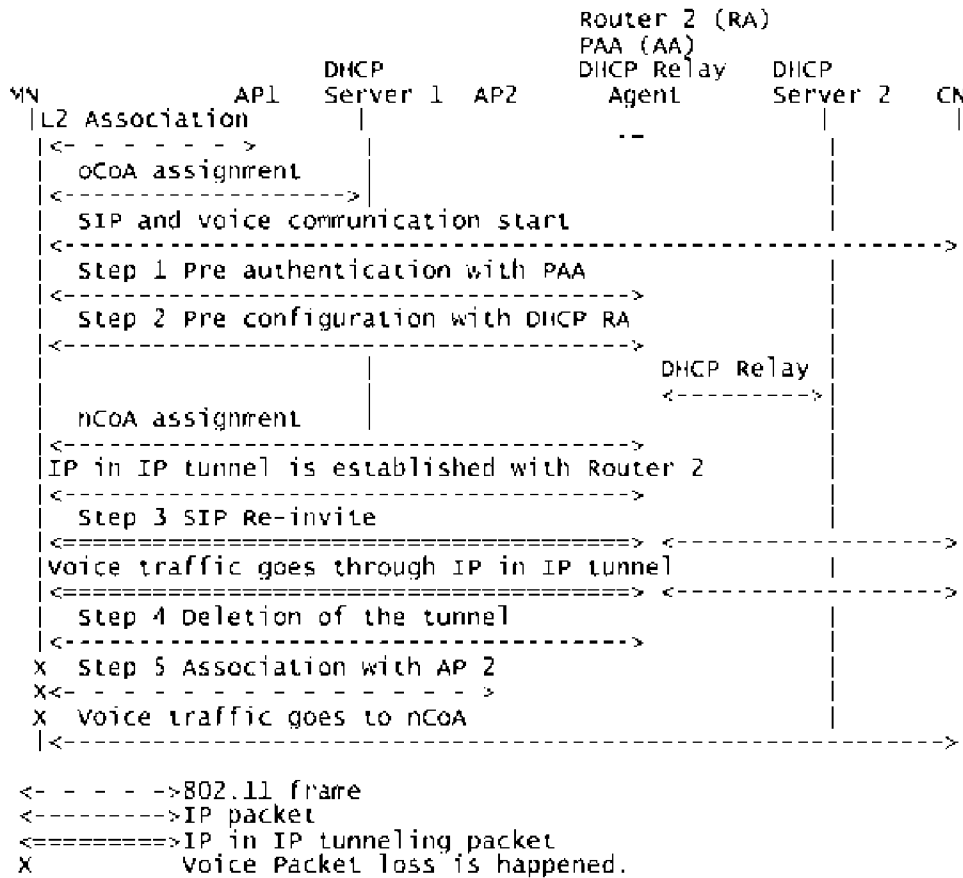 Router 2 (RA)
PAA (AA)
DHCP DHCP Relay DHCP
MN AP1 Server 1 AP2 Agent Server 2 CN
L2 Association
oCoA assignment
SIP and voice communication start
Step 1 Pre authentication with PAA
Step 2 Pre configuration with DHCP RA
DHCP Relay
nCoA assignment
IP in IP tunnel is established with Router 2
Step 3 SIP Re-invite
Voice traffic goes through IP in IP tunnel
Step 4 Deletion of the tunnel
X Step 5 Association with AP 2
X
X Voice traffic goes to nCoA
<- - - - ->802.11 frame
<--------->IP packet
<=========>IP in IP tunneling packet
X Voice Packet loss is happened.